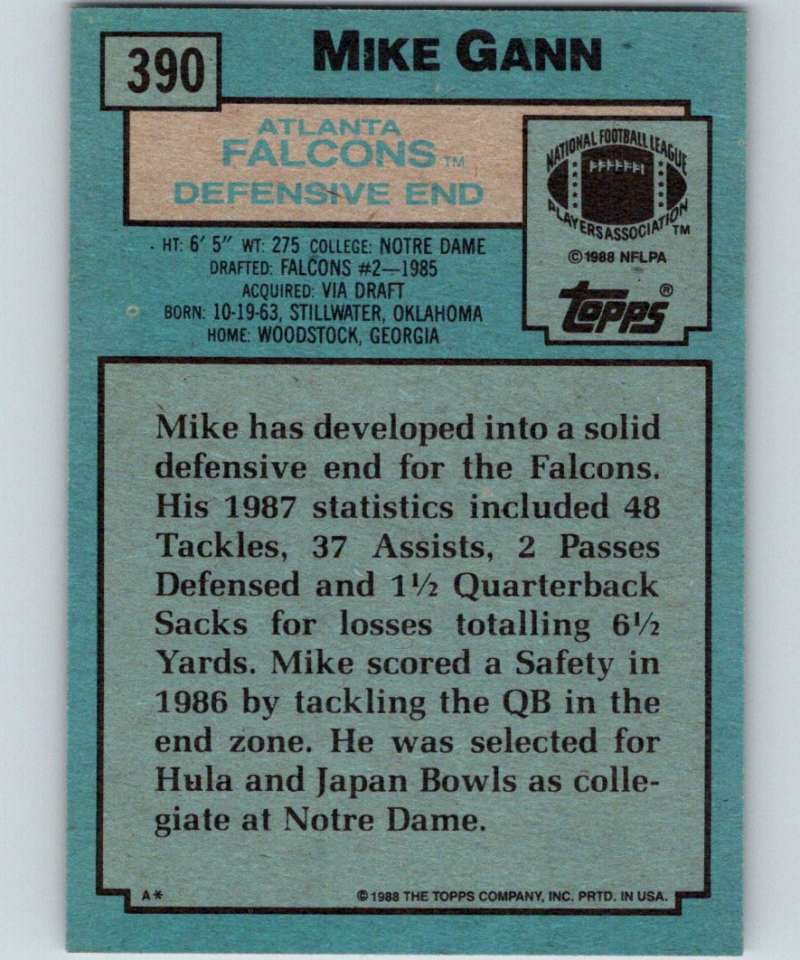 390
MIKE GANN
ATLANTA
FALCONS TM
DEFENSIVE END
NATIONAL FOOTBALL LEAGUE
PLAYERS ASSOCIATION TM
© 1988 NFLPA
topps®
HT: 6' 5" WT: 275 COLLEGE: NOTRE DAME
DRAFTED: FALCONS #2—1985
ACQUIRED: VIA DRAFT
BORN: 10-19-63, STILLWATER, OKLAHOMA
HOME: WOODSTOCK, GEORGIA
Mike has developed into a solid
defensive end for the Falcons.
His 1987 statistics included 48
Tackles, 37 Assists, 2 Passes
Defensed and 1½ Quarterback
Sacks for losses totalling 6½
Yards. Mike scored a Safety in
1986 by tackling the QB in the
end zone. He was selected for
Hula and Japan Bowls as colle-
giate at Notre Dame.
A* © 1988 THE TOPPS COMPANY, INC. PRTD. IN USA.